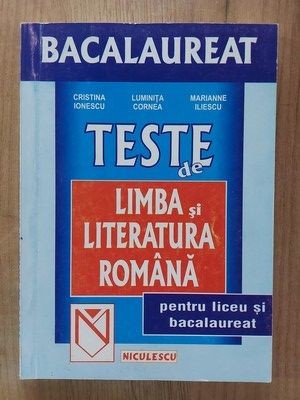 BACALAUREAT
CRISTINA IONESCU
LUMINIȚA CORNEA
MARIANNE ILIESCU
TESTE
de
LIMBA și
LITERATURA
ROMÂNĂ
pentru liceu și
bacalaureat
NICULESCU